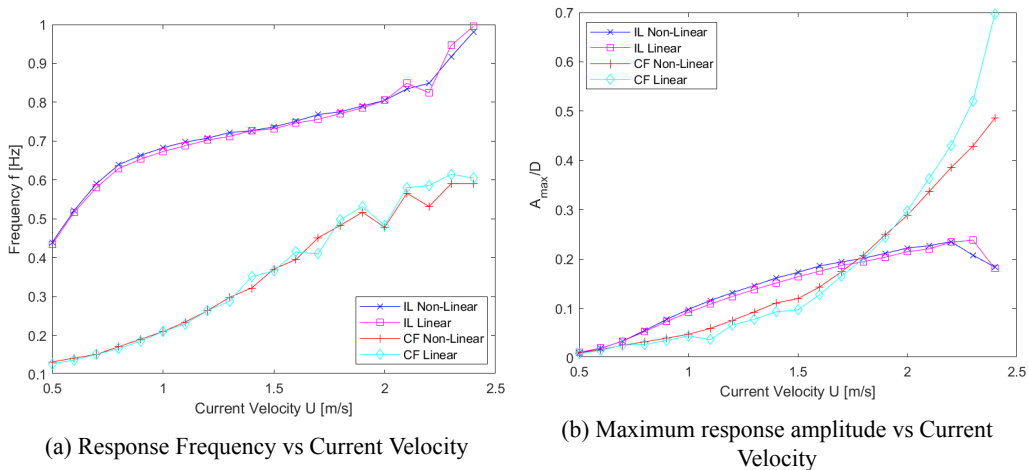 1
0.9
0.8
0.7
0.6
0.5
0.4
0.3
0.2
0.1
Frequency f [Hz]
IL Non-Linear
IL Linear
CF Non-Linear
CF Linear
0.5
1
1.5
2
2.5
Current Velocity U [m/s]
(a) Response Frequency vs Current Velocity
0.7
0.6
0.5
0.4
0.3
0.2
0.1
0
A_max/D
IL Non-Linear
IL Linear
CF Non-Linear
CF Linear
0.5
1
1.5
2
2.5
Current Velocity U [m/s]
(b) Maximum response amplitude vs Current
Velocity